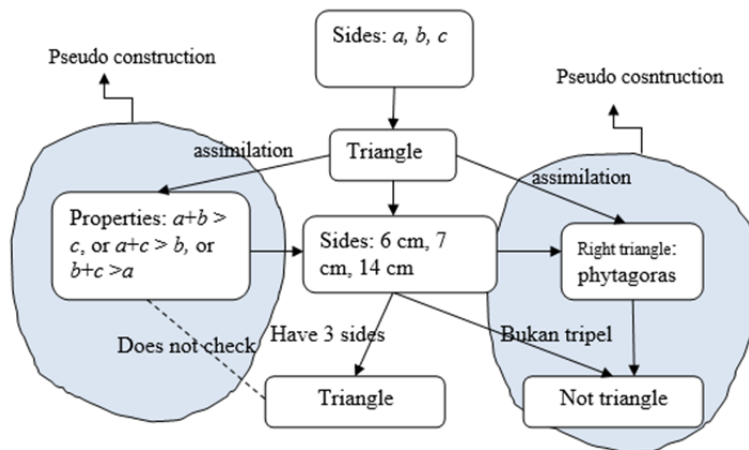 Sides: a, b, c
Pseudo construction
Pseudo cosntruction
assimilation
Triangle
assimilation
Properties: a+b >
c, or a+c > b, or
b+c >a
Sides: 6 cm, 7
cm, 14 cm
Right triangle:
phytagoras
Does not check
Have 3 sides
Bukan tripel
Triangle
Not triangle